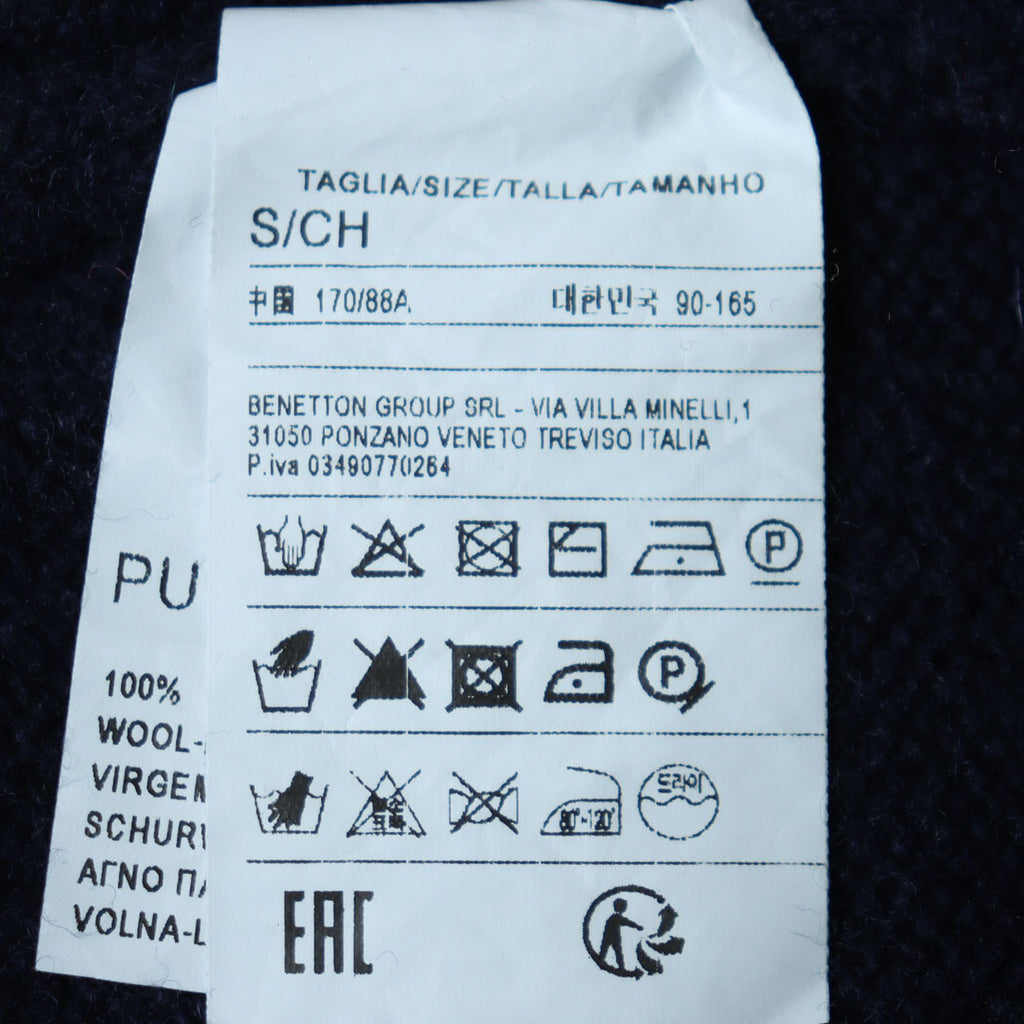 TAGLIA/SIZE/TALLA/TAMANHO
S/CH
中国 170/88A 대한민국 90-165
BENETTON GROUP SRL - VIA VILLA MINELLI,1
31050 PONZANO VENETO TREVISO ITALIA
P.iva 03490770264
P
P
드라이
80°-120°
EAC
PU
100%
WOOL-
VIRGEN
SCHUR
ΑΓΝΟ Π
VOLNA-L